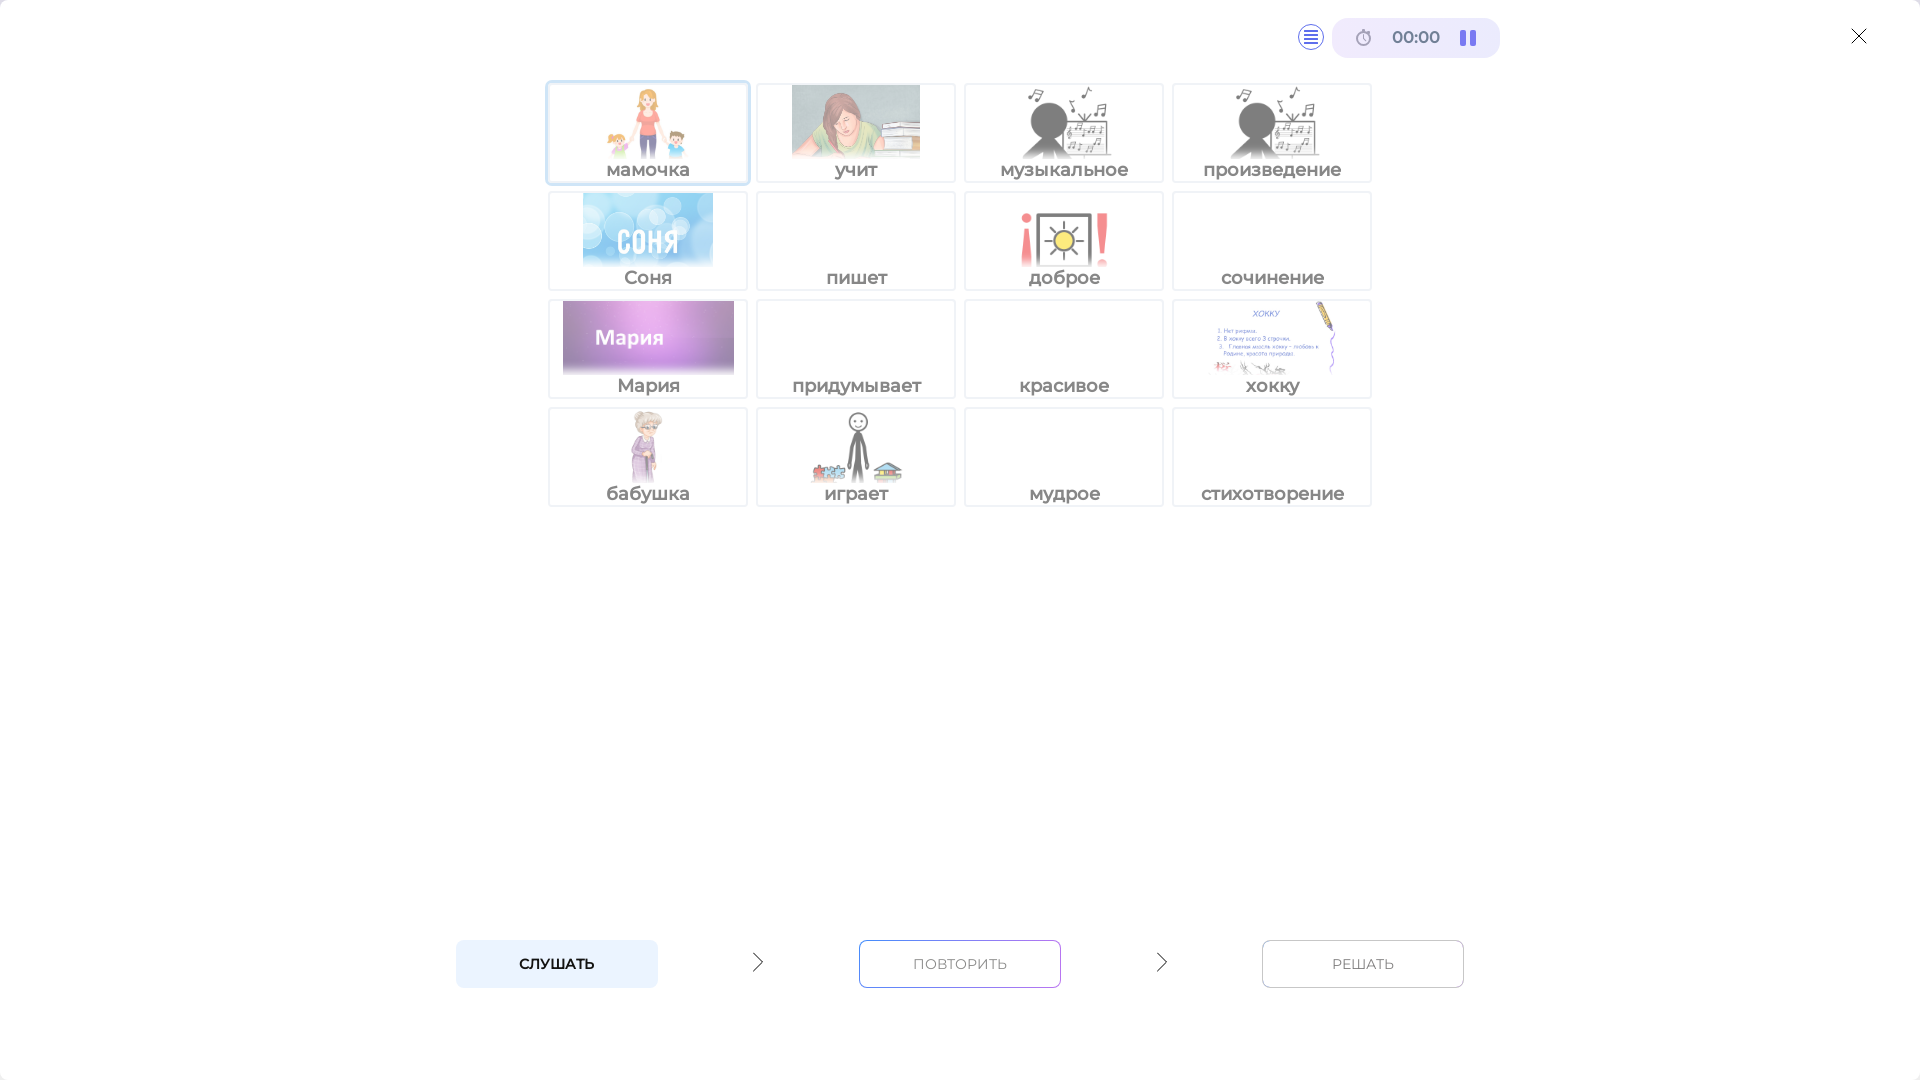 00:00
мамочка
учит
музыкальное
произведение
СОНЯ
Соня
пишет
доброе
сочинение
Мария
Мария
придумывает
красивое
ХОККУ
1. Нет рифмы.
2. В хокку всего 3 строчки.
3. Главная мысль хокку - любовь к
Родине, красота природы.
хокку
бабушка
играет
мудрое
стихотворение
СЛУШАТЬ
ПОВТОРИТЬ
РЕШАТЬ